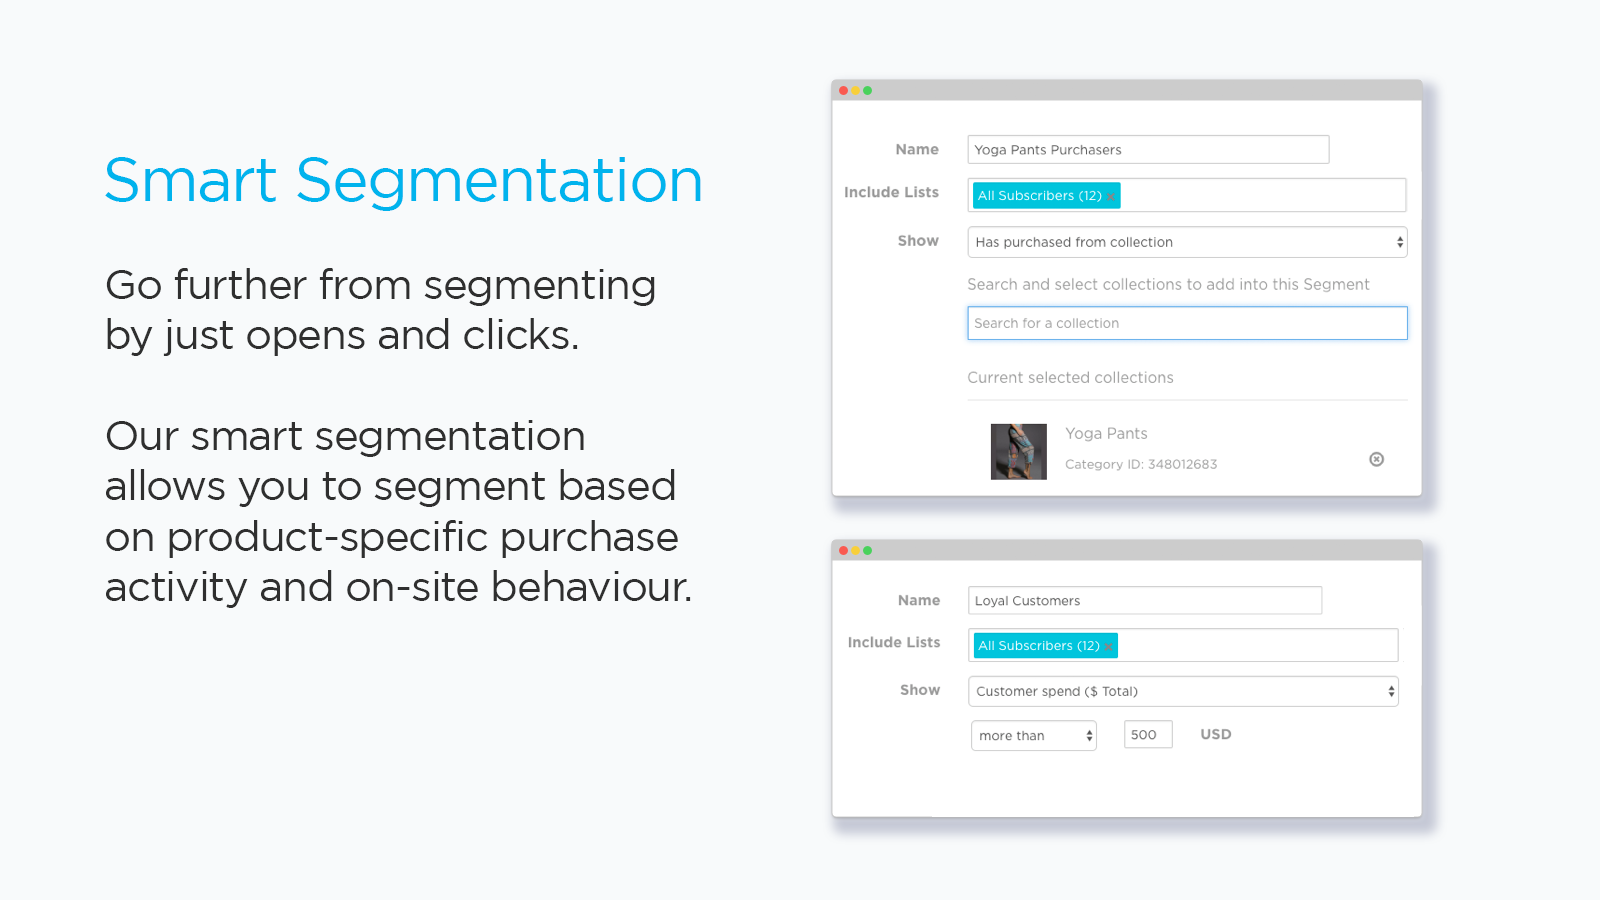 Smart Segmentation
Go further from segmenting
by just opens and clicks.
Our smart segmentation
allows you to segment based
on product-specific purchase
activity and on-site behaviour.
Name
Yoga Pants Purchasers
Include Lists
All Subscribers (12) ×
Show
Has purchased from collection
Search and select collections to add into this Segment
Search for a collection
Current selected collections
Yoga Pants
Category ID: 348012683
Name
Loyal Customers
Include Lists
All Subscribers (12) ×
Show
Customer spend ($ Total)
more than
500
USD